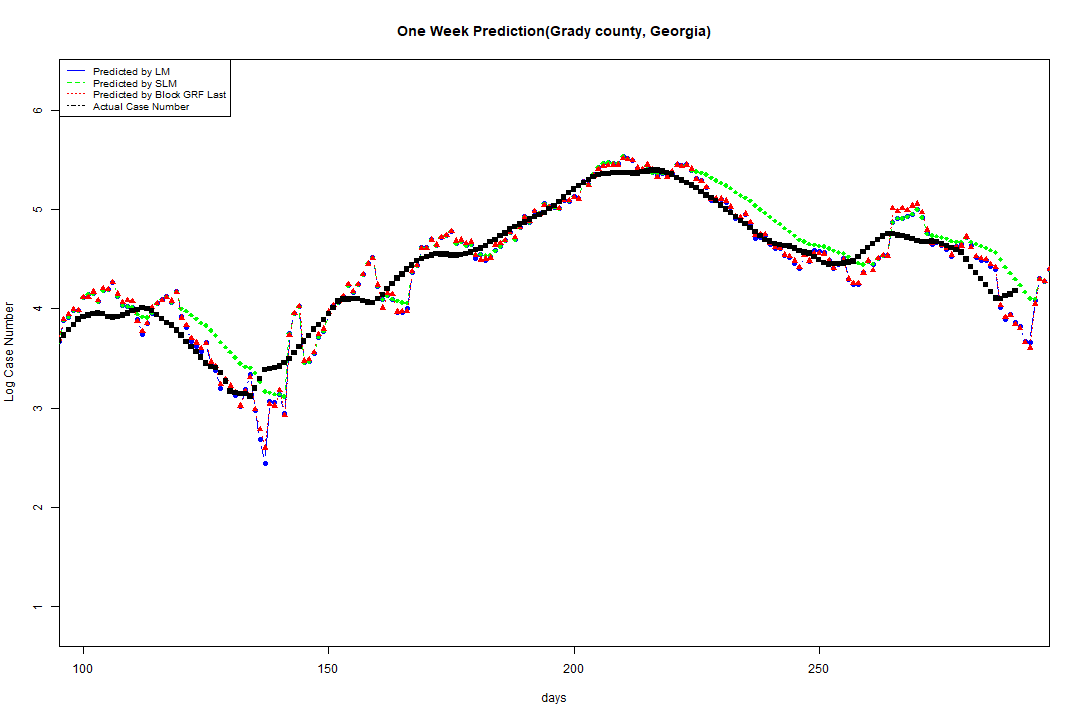 One Week Prediction(Grady county, Georgia)
Predicted by LM
Predicted by SLM
Predicted by Block GRF Last
Actual Case Number
6
5
4
3
2
1
Log Case Number
100 150 200 250
days